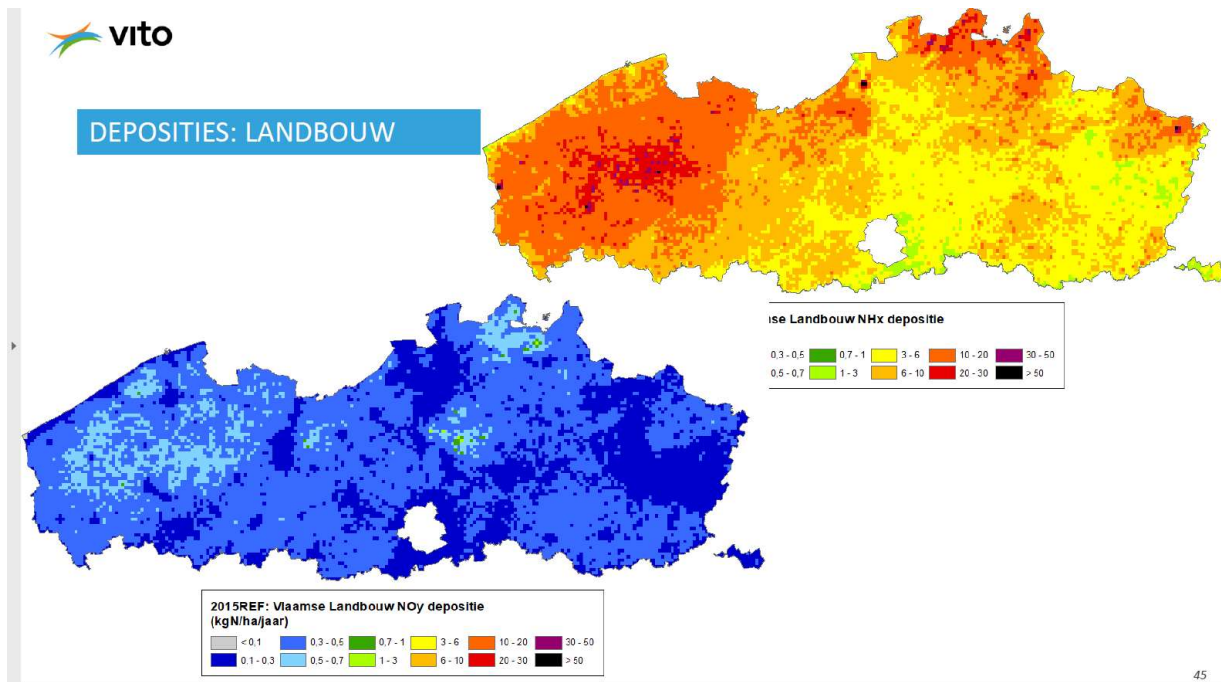 vito
DEPOSITIES: LANDBOUW
se Landbouw NHx depositie
0,3 - 0,5 0,7 - 1 3 - 6 10 - 20 30 - 50
0,5 - 0,7 1 - 3 6 - 10 20 - 30 > 50
2015REF: Vlaamse Landbouw NOy depositie
(kgN/ha/jaar)
< 0,1 0,3 - 0,5 0,7 - 1 3 - 6 10 - 20 30 - 50
0,1 - 0,3 0,5 - 0,7 1 - 3 6 - 10 20 - 30 > 50
45